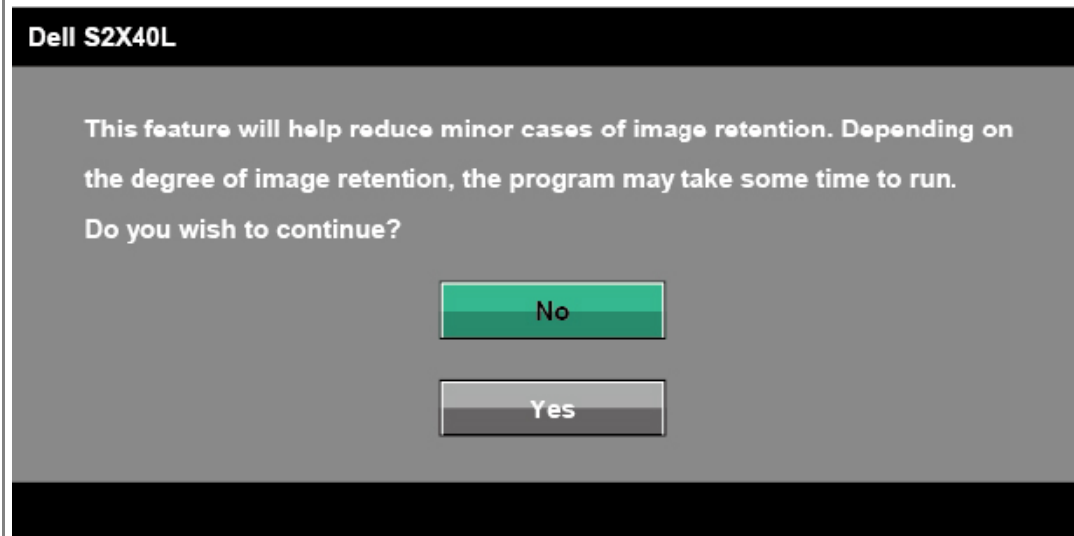 Dell S2X40L
This feature will help reduce minor cases of image retention. Depending on
the degree of image retention, the program may take some time to run.
Do you wish to continue?
No
Yes